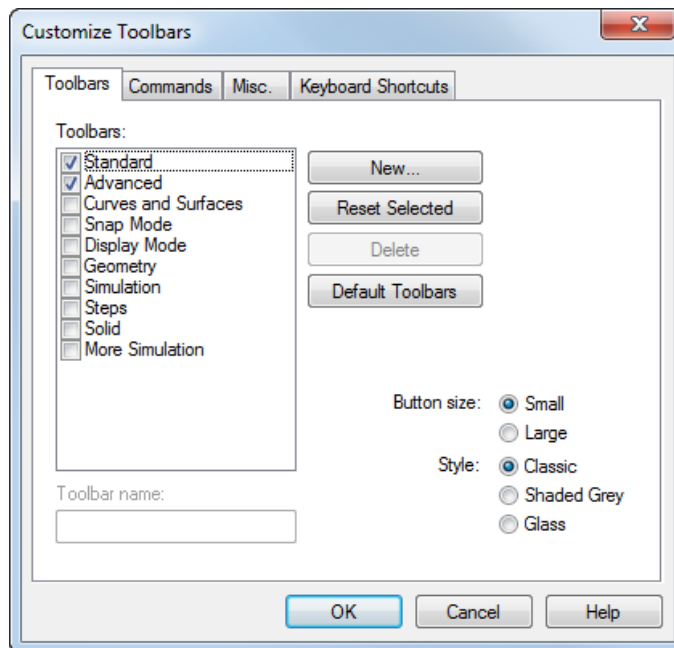 Customize Toolbars
Toolbars
Commands
Misc.
Keyboard Shortcuts
Toolbars:
Standard
Advanced
Curves and Surfaces
Snap Mode
Display Mode
Geometry
Simulation
Steps
Solid
More Simulation
New...
Reset Selected
Delete
Default Toolbars
Button size:
Small
Large
Style:
Classic
Shaded Grey
Glass
Toolbar name:
OK
Cancel
Help